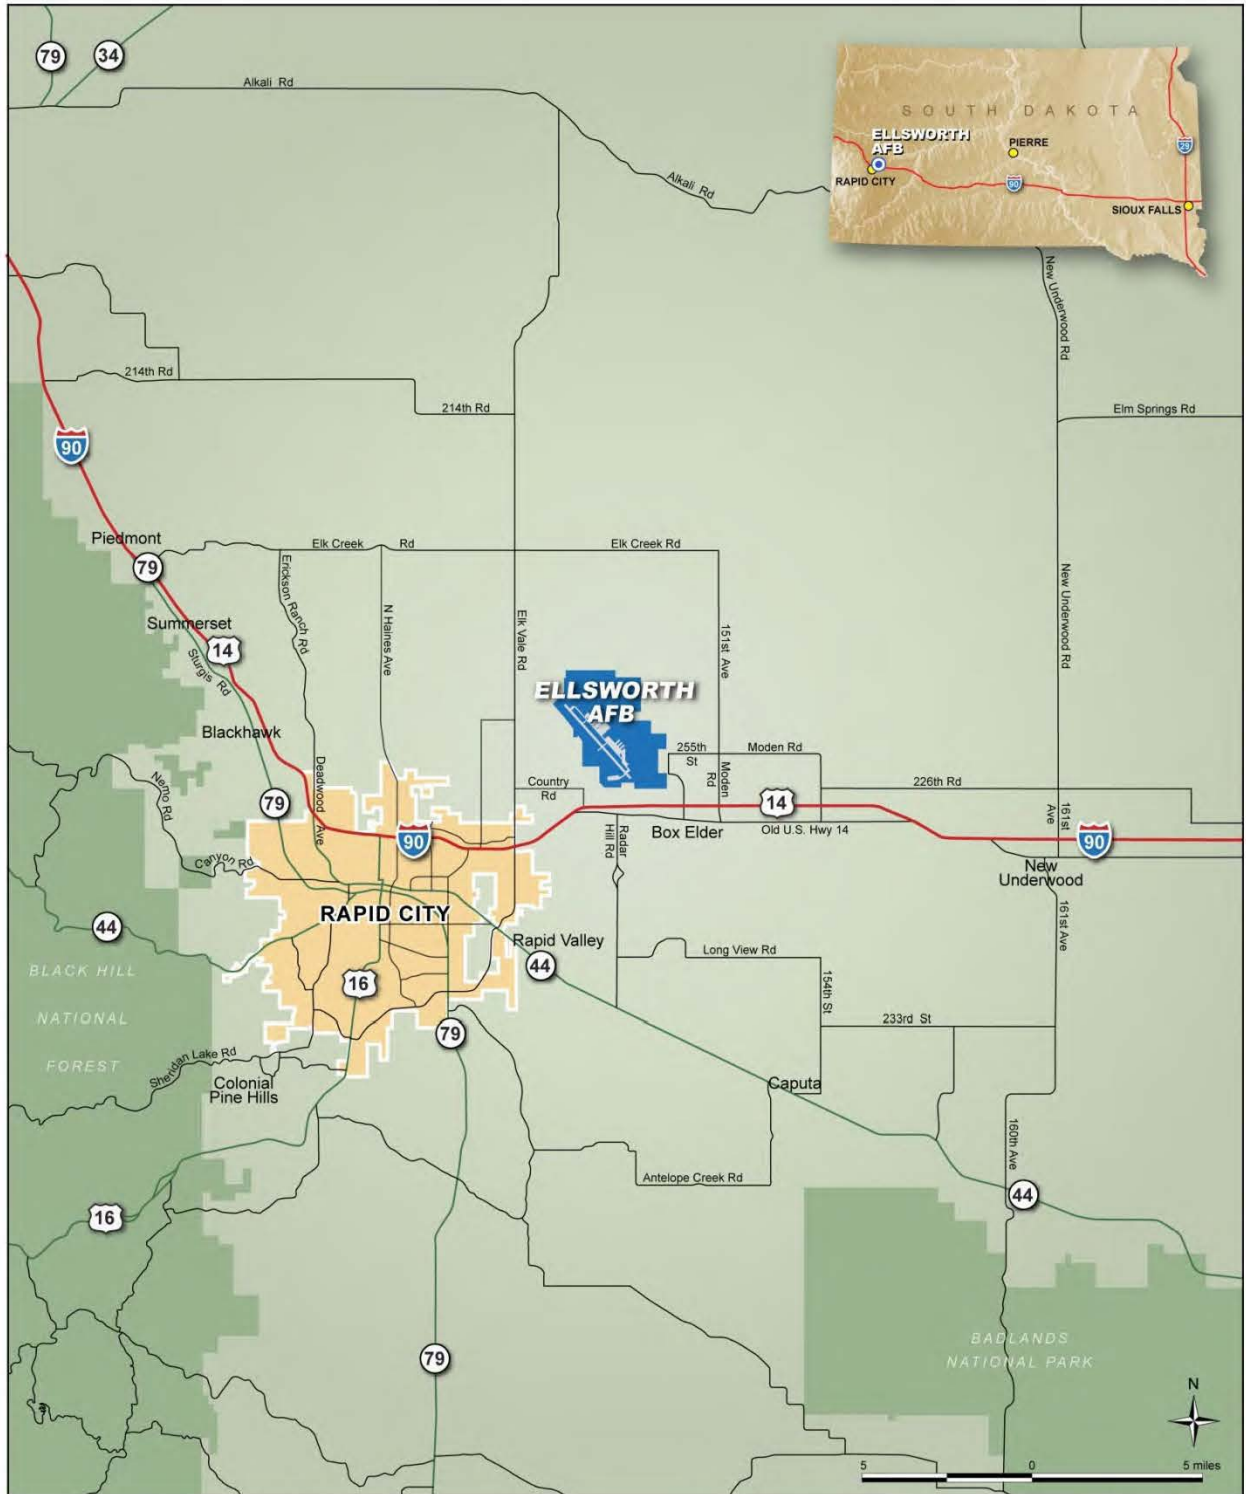 79
34
Alkali Rd
SOUTH DAKOTA
ELLSWORTH
AFB
PIERRE
29
RAPID CITY
90
SIOUX FALLS
Alkali Rd
New Underwood Rd
214th Rd
214th Rd
Elm Springs Rd
90
Piedmont
79
Elk Creek Rd
Elk Creek Rd
Erickson Ranch Rd
N Haines Ave
Elk Vale Rd
151st Ave
New Underwood Rd
Summerset
14
Sturgis Rd
ELLSWORTH
AFB
Blackhawk
255th
St
Moden Rd
Moden
Rd
Nemo Rd
Deadwood Ave
Country
Rd
226th Rd
79
14
161st
Ave
Radar
Hill Rd
Box Elder
Old U.S. Hwy 14
90
90
Canyon Rd
New
Underwood
44
RAPID CITY
161st Ave
Rapid Valley
44
Long View Rd
BLACK HILL
NATIONAL
FOREST
16
154th St
79
233rd St
Sheridan Lake Rd
Colonial
Pine Hills
Caputa
160th Ave
Antelope Creek Rd
44
16
BADLANDS
NATIONAL PARK
79
N
5
0
5 miles